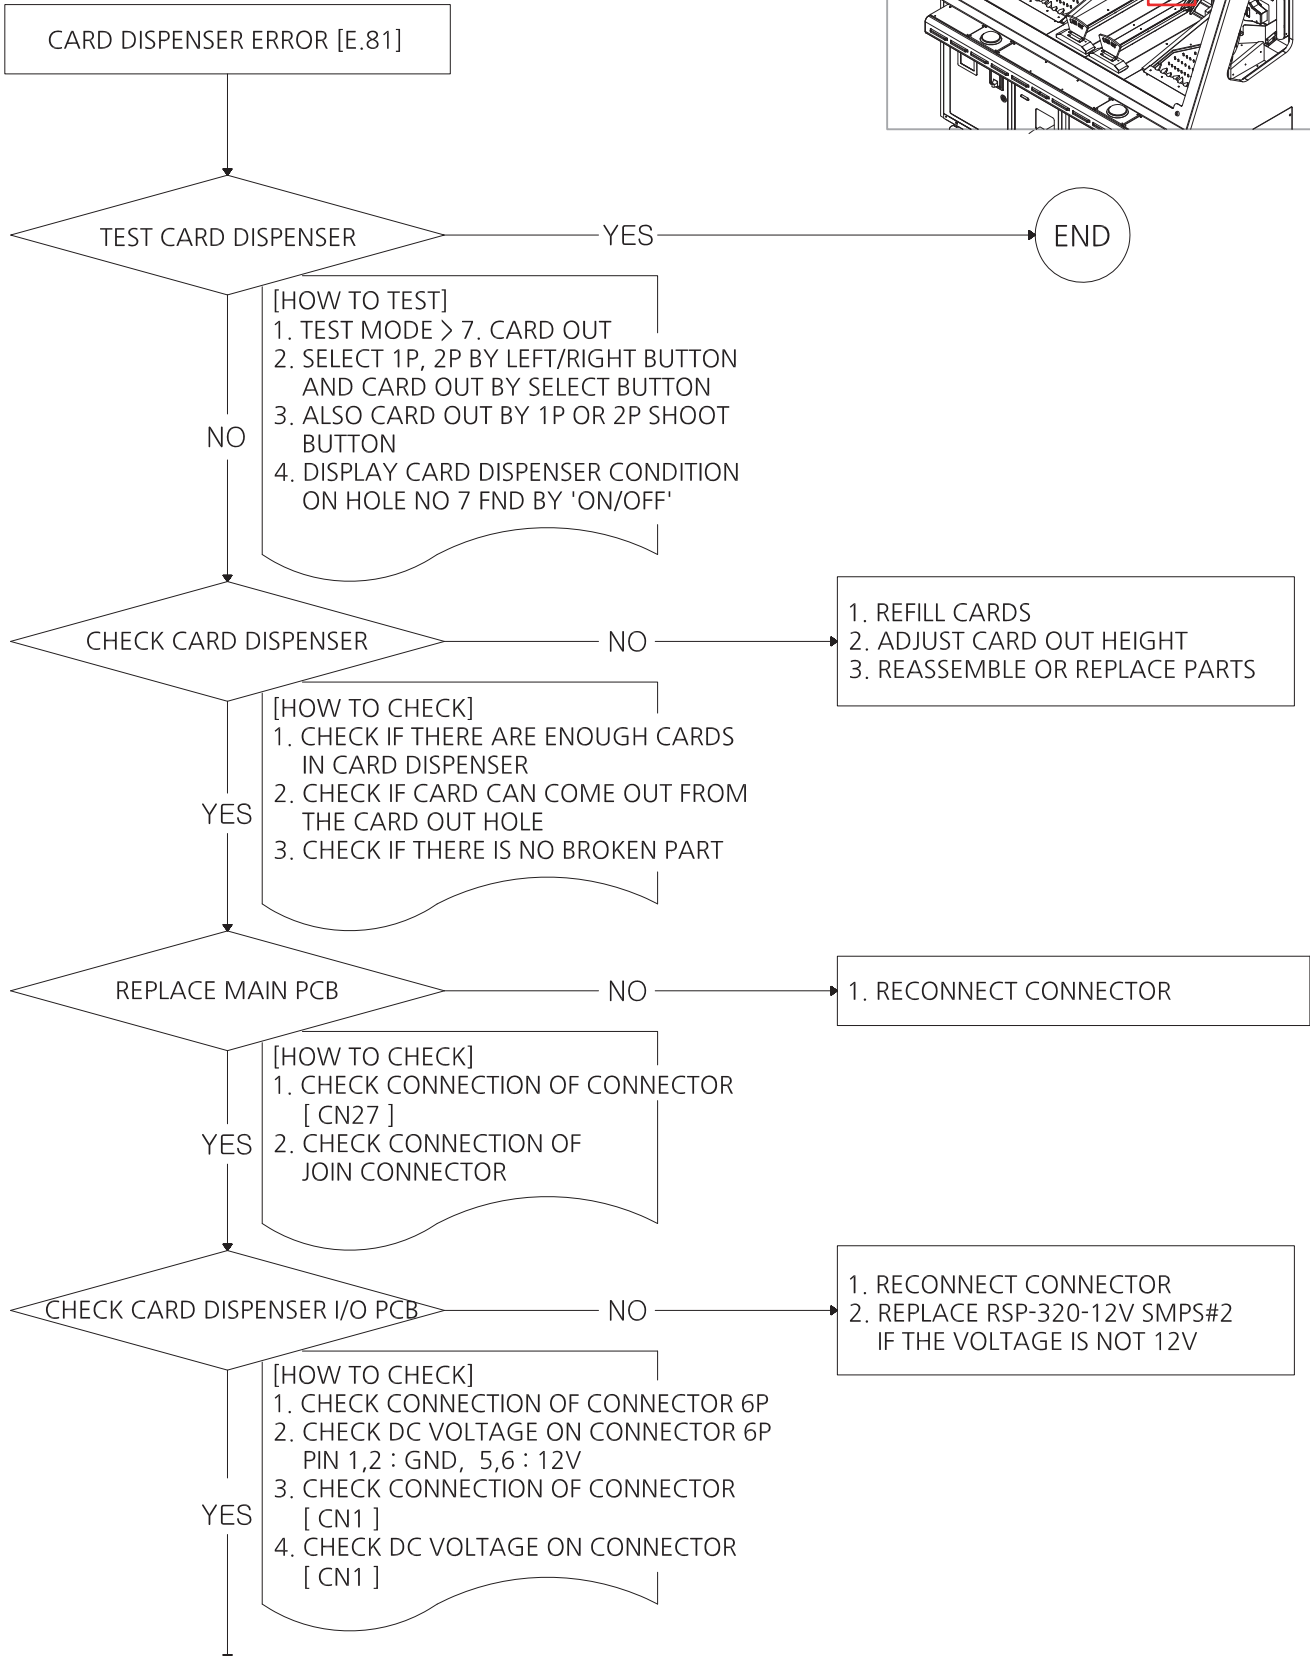 CARD DISPENSER ERROR [E.81]
TEST CARD DISPENSER
YES
END
[HOW TO TEST]
1. TEST MODE > 7. CARD OUT
2. SELECT 1P, 2P BY LEFT/RIGHT BUTTON
AND CARD OUT BY SELECT BUTTON
3. ALSO CARD OUT BY 1P OR 2P SHOOT
BUTTON
4. DISPLAY CARD DISPENSER CONDITION
ON HOLE NO 7 FND BY 'ON/OFF'
NO
CHECK CARD DISPENSER
NO
1. REFILL CARDS
2. ADJUST CARD OUT HEIGHT
3. REASSEMBLE OR REPLACE PARTS
[HOW TO CHECK]
1. CHECK IF THERE ARE ENOUGH CARDS
IN CARD DISPENSER
2. CHECK IF CARD CAN COME OUT FROM
THE CARD OUT HOLE
3. CHECK IF THERE IS NO BROKEN PART
YES
REPLACE MAIN PCB
NO
1. RECONNECT CONNECTOR
[HOW TO CHECK]
1. CHECK CONNECTION OF CONNECTOR
[ CN27 ]
2. CHECK CONNECTION OF
JOIN CONNECTOR
YES
CHECK CARD DISPENSER I/O PCB
NO
1. RECONNECT CONNECTOR
2. REPLACE RSP-320-12V SMPS#2
IF THE VOLTAGE IS NOT 12V
[HOW TO CHECK]
1. CHECK CONNECTION OF CONNECTOR 6P
2. CHECK DC VOLTAGE ON CONNECTOR 6P
PIN 1,2 : GND, 5,6 : 12V
3. CHECK CONNECTION OF CONNECTOR
[ CN1 ]
4. CHECK DC VOLTAGE ON CONNECTOR
[ CN1 ]
YES